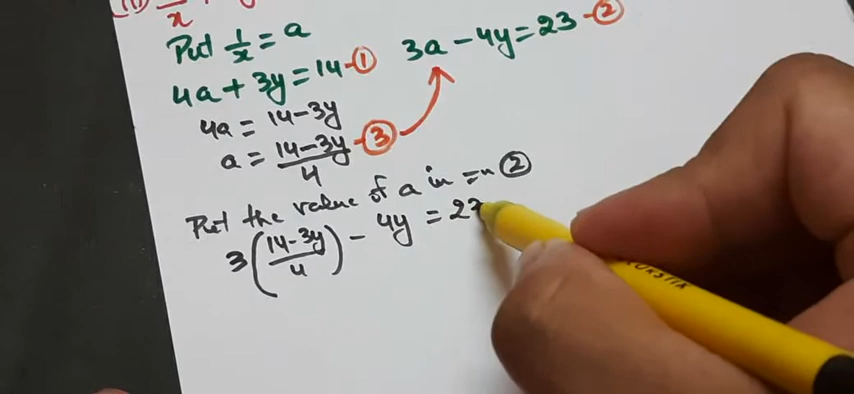 Put 1/x = a
4a + 3y = 14 - ① 3a - 4y = 23 - ②
4a = 14 - 3y
a = (14 - 3y)/4 - ③
Put the value of a in =n ②
3((14 - 3y)/4) - 4y = 23